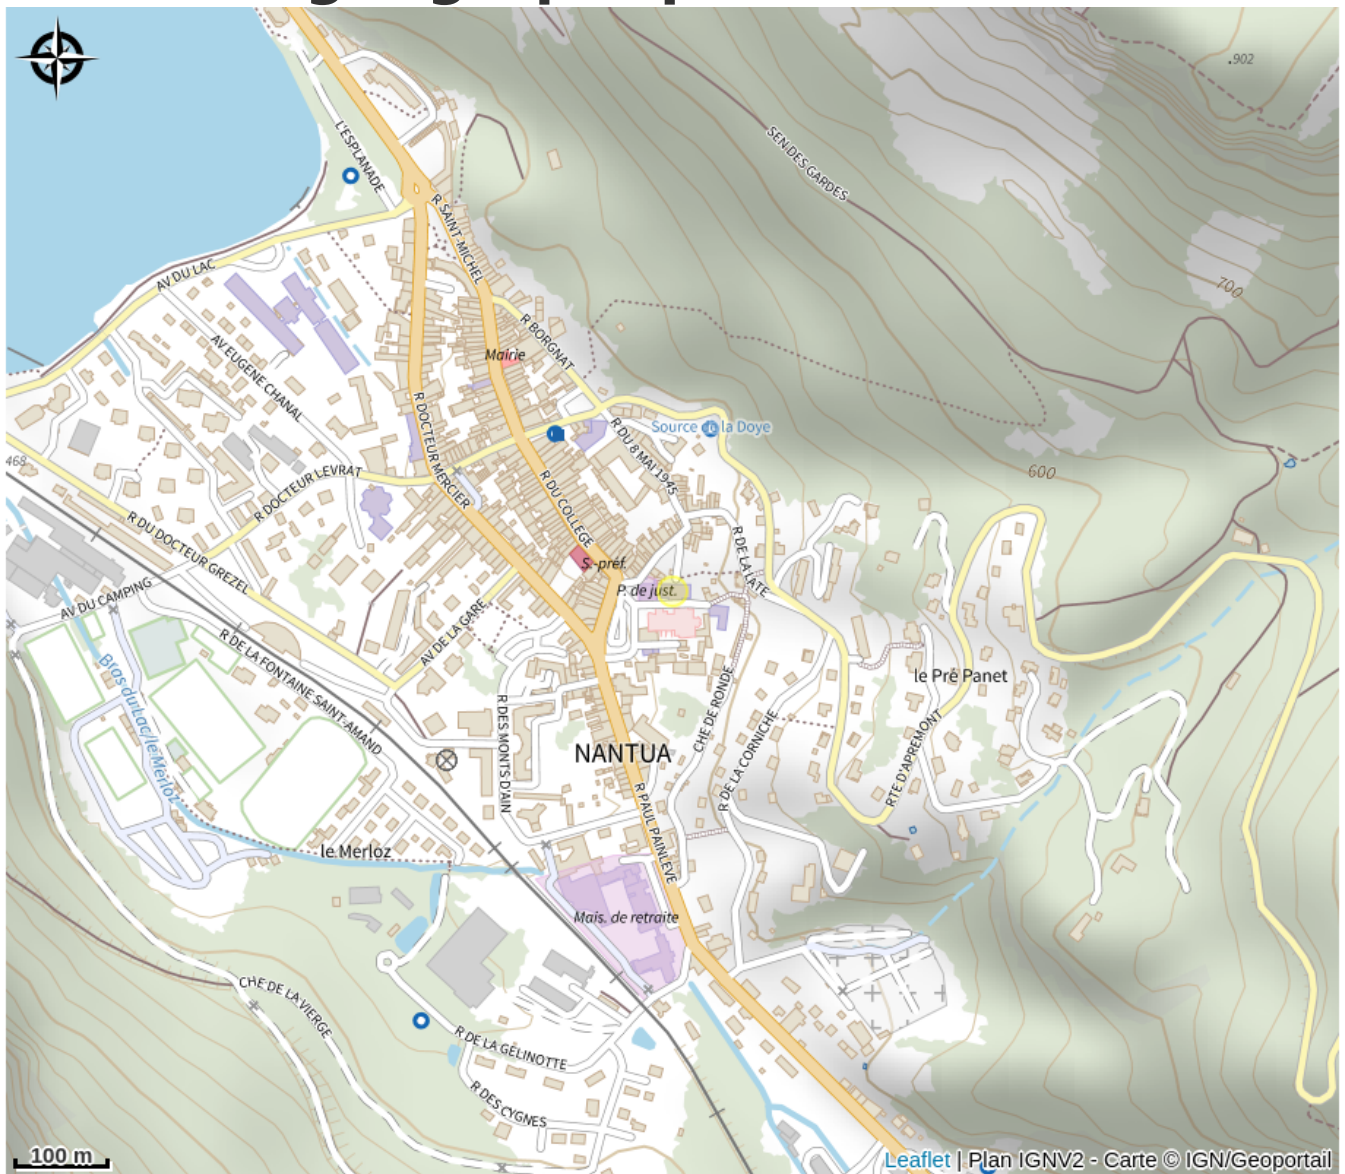 .902
L'ESPLANADE
SEN DES GARDES
R SAINT-MICHEL
AV DU LAC
700
R BORGNAT
AV EUGENE CHANAL
Mairie
R DOCTEUR MERCIER
Source de la Doye
R DU 8 MAI 1945
468
600
R DOCTEUR LEVRAT
R DU COLLEGE
R DU DOCTEUR GREZEL
S.-préf.
R DE LA LATE
P. de just.
AV DU CAMPING
AV DE LA GARE
R DE LA FONTAINE SAINT-AMAND
Bras du Lac/le Merloz
le Pré Panet
CHE DE RONDE
R DES MONTS D'AIN
NANTUA
R DE LA CORNICHE
RTE D'APREMONT
R PAUL PAINLEVE
le Merloz
Mais. de retraite
CHE DE LA VIERGE
R DE LA GELINOTTE
R DES CYGNES
100 m
Leaflet | Plan IGNV2 - Carte © IGN/Geoportail